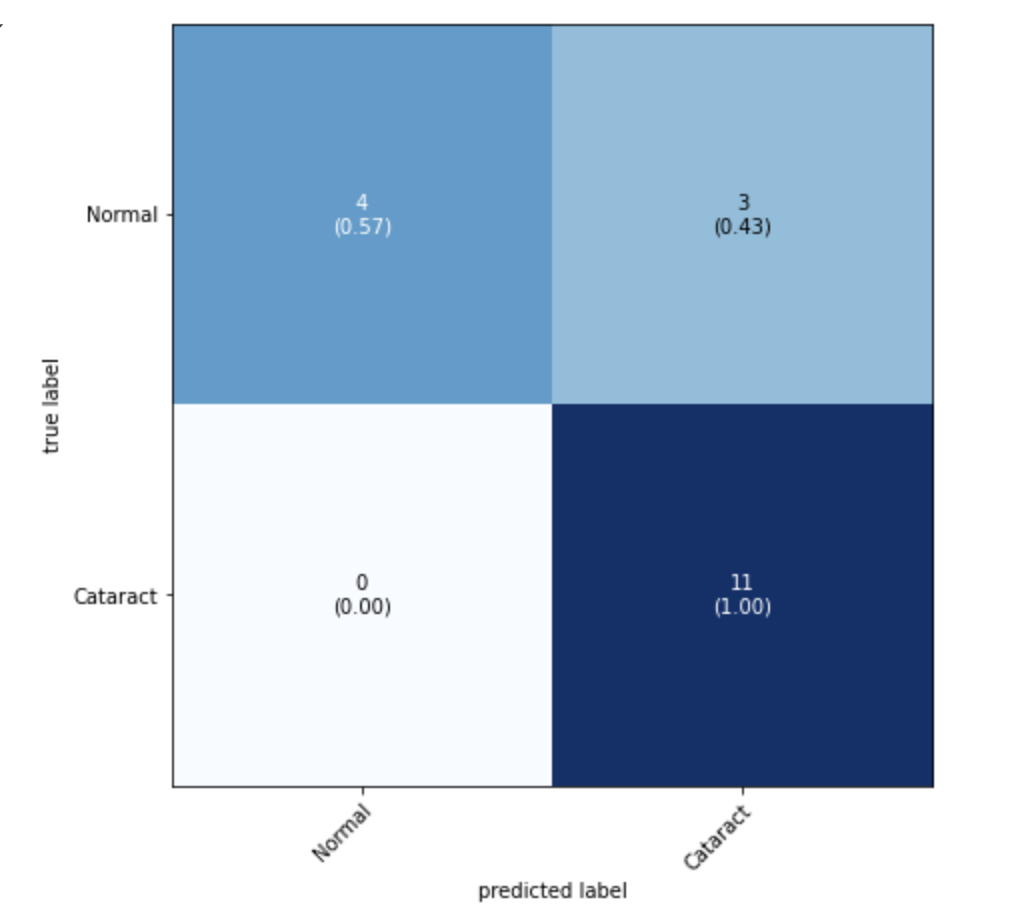 4
(0.57)
3
(0.43)
Normal
true label
0
(0.00)
11
(1.00)
Cataract
Normal
Cataract
predicted label